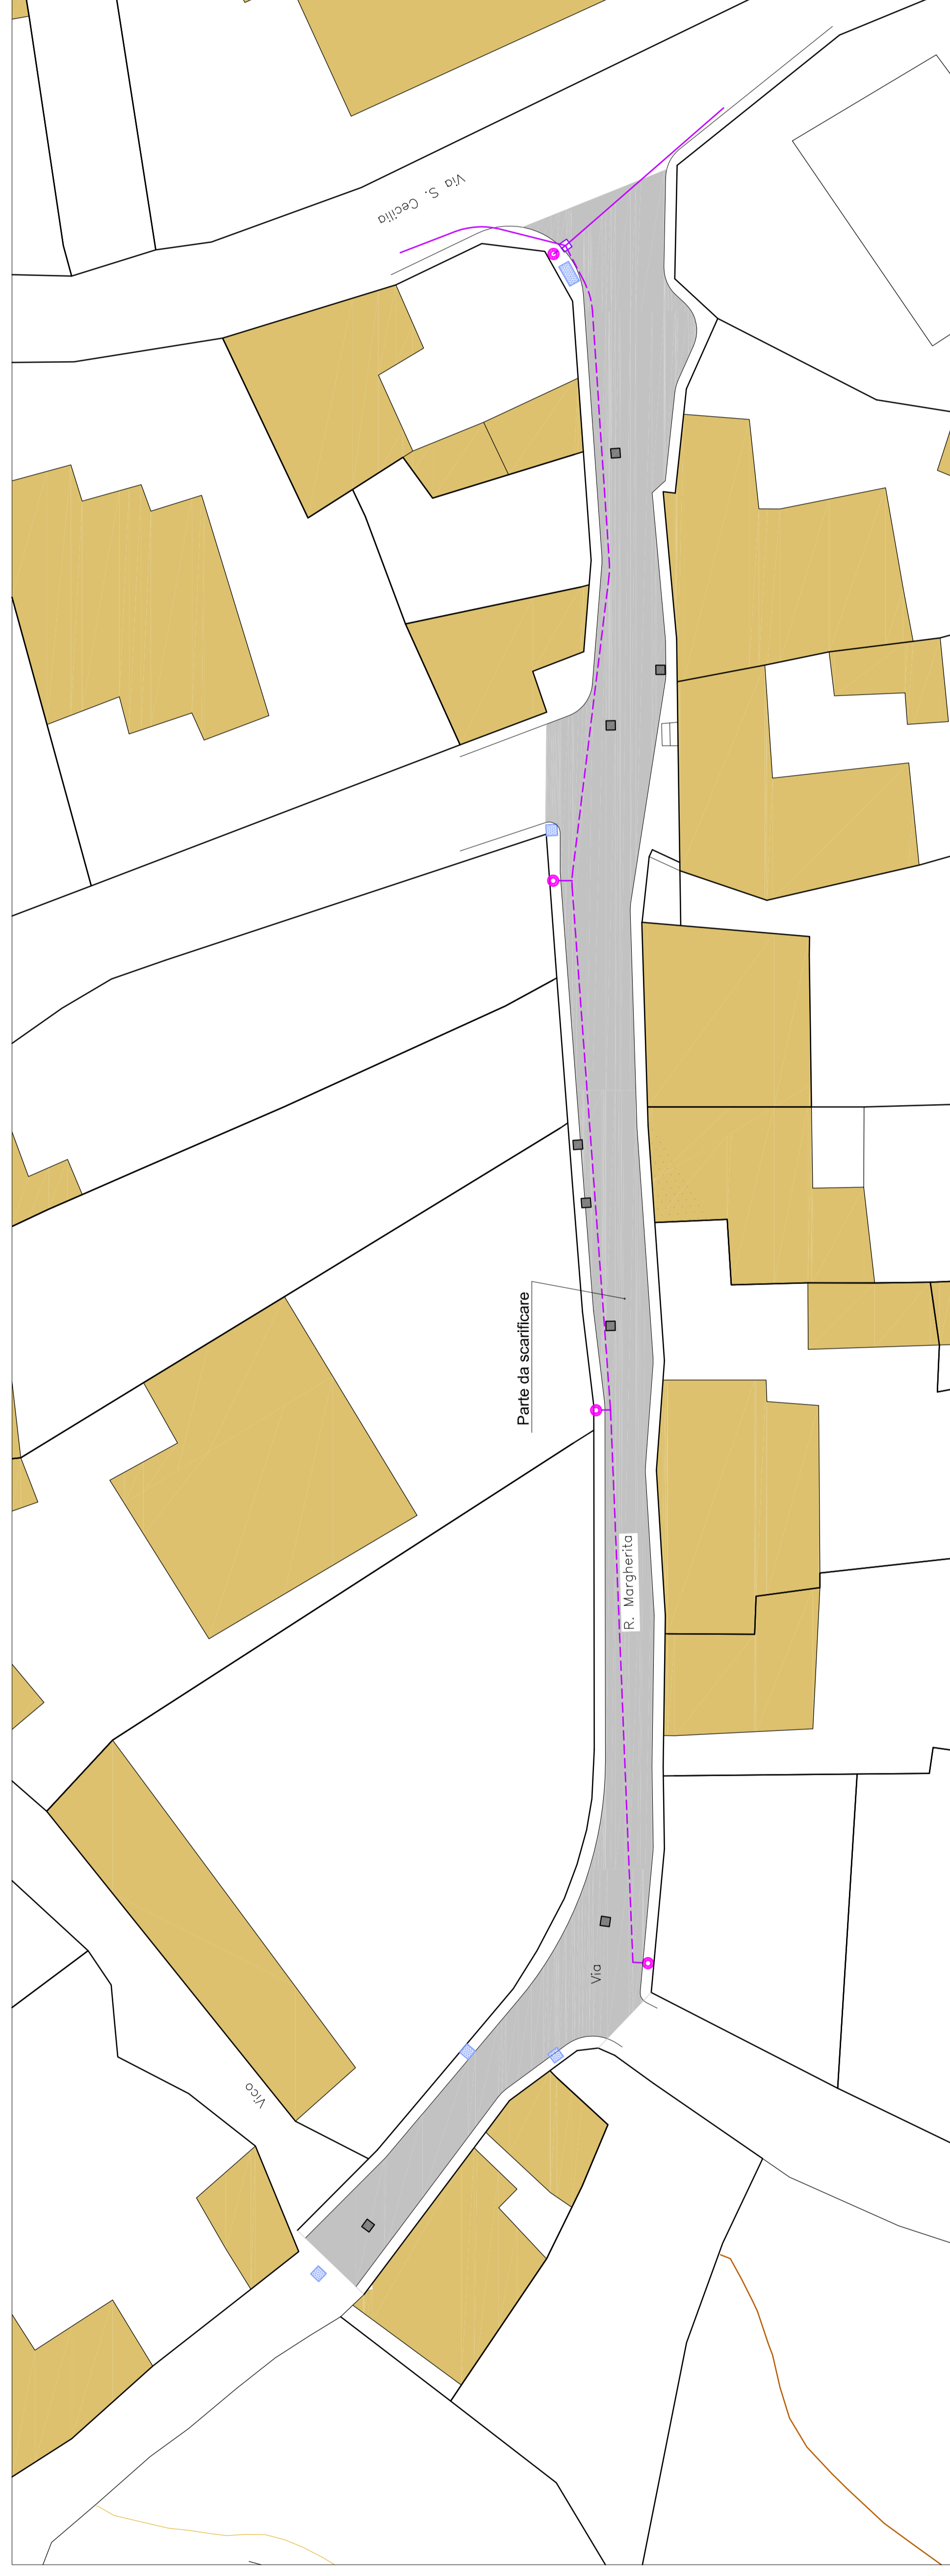 Via S. Cecilia
Parte da scarificare
R. Margherita
Via
Vico